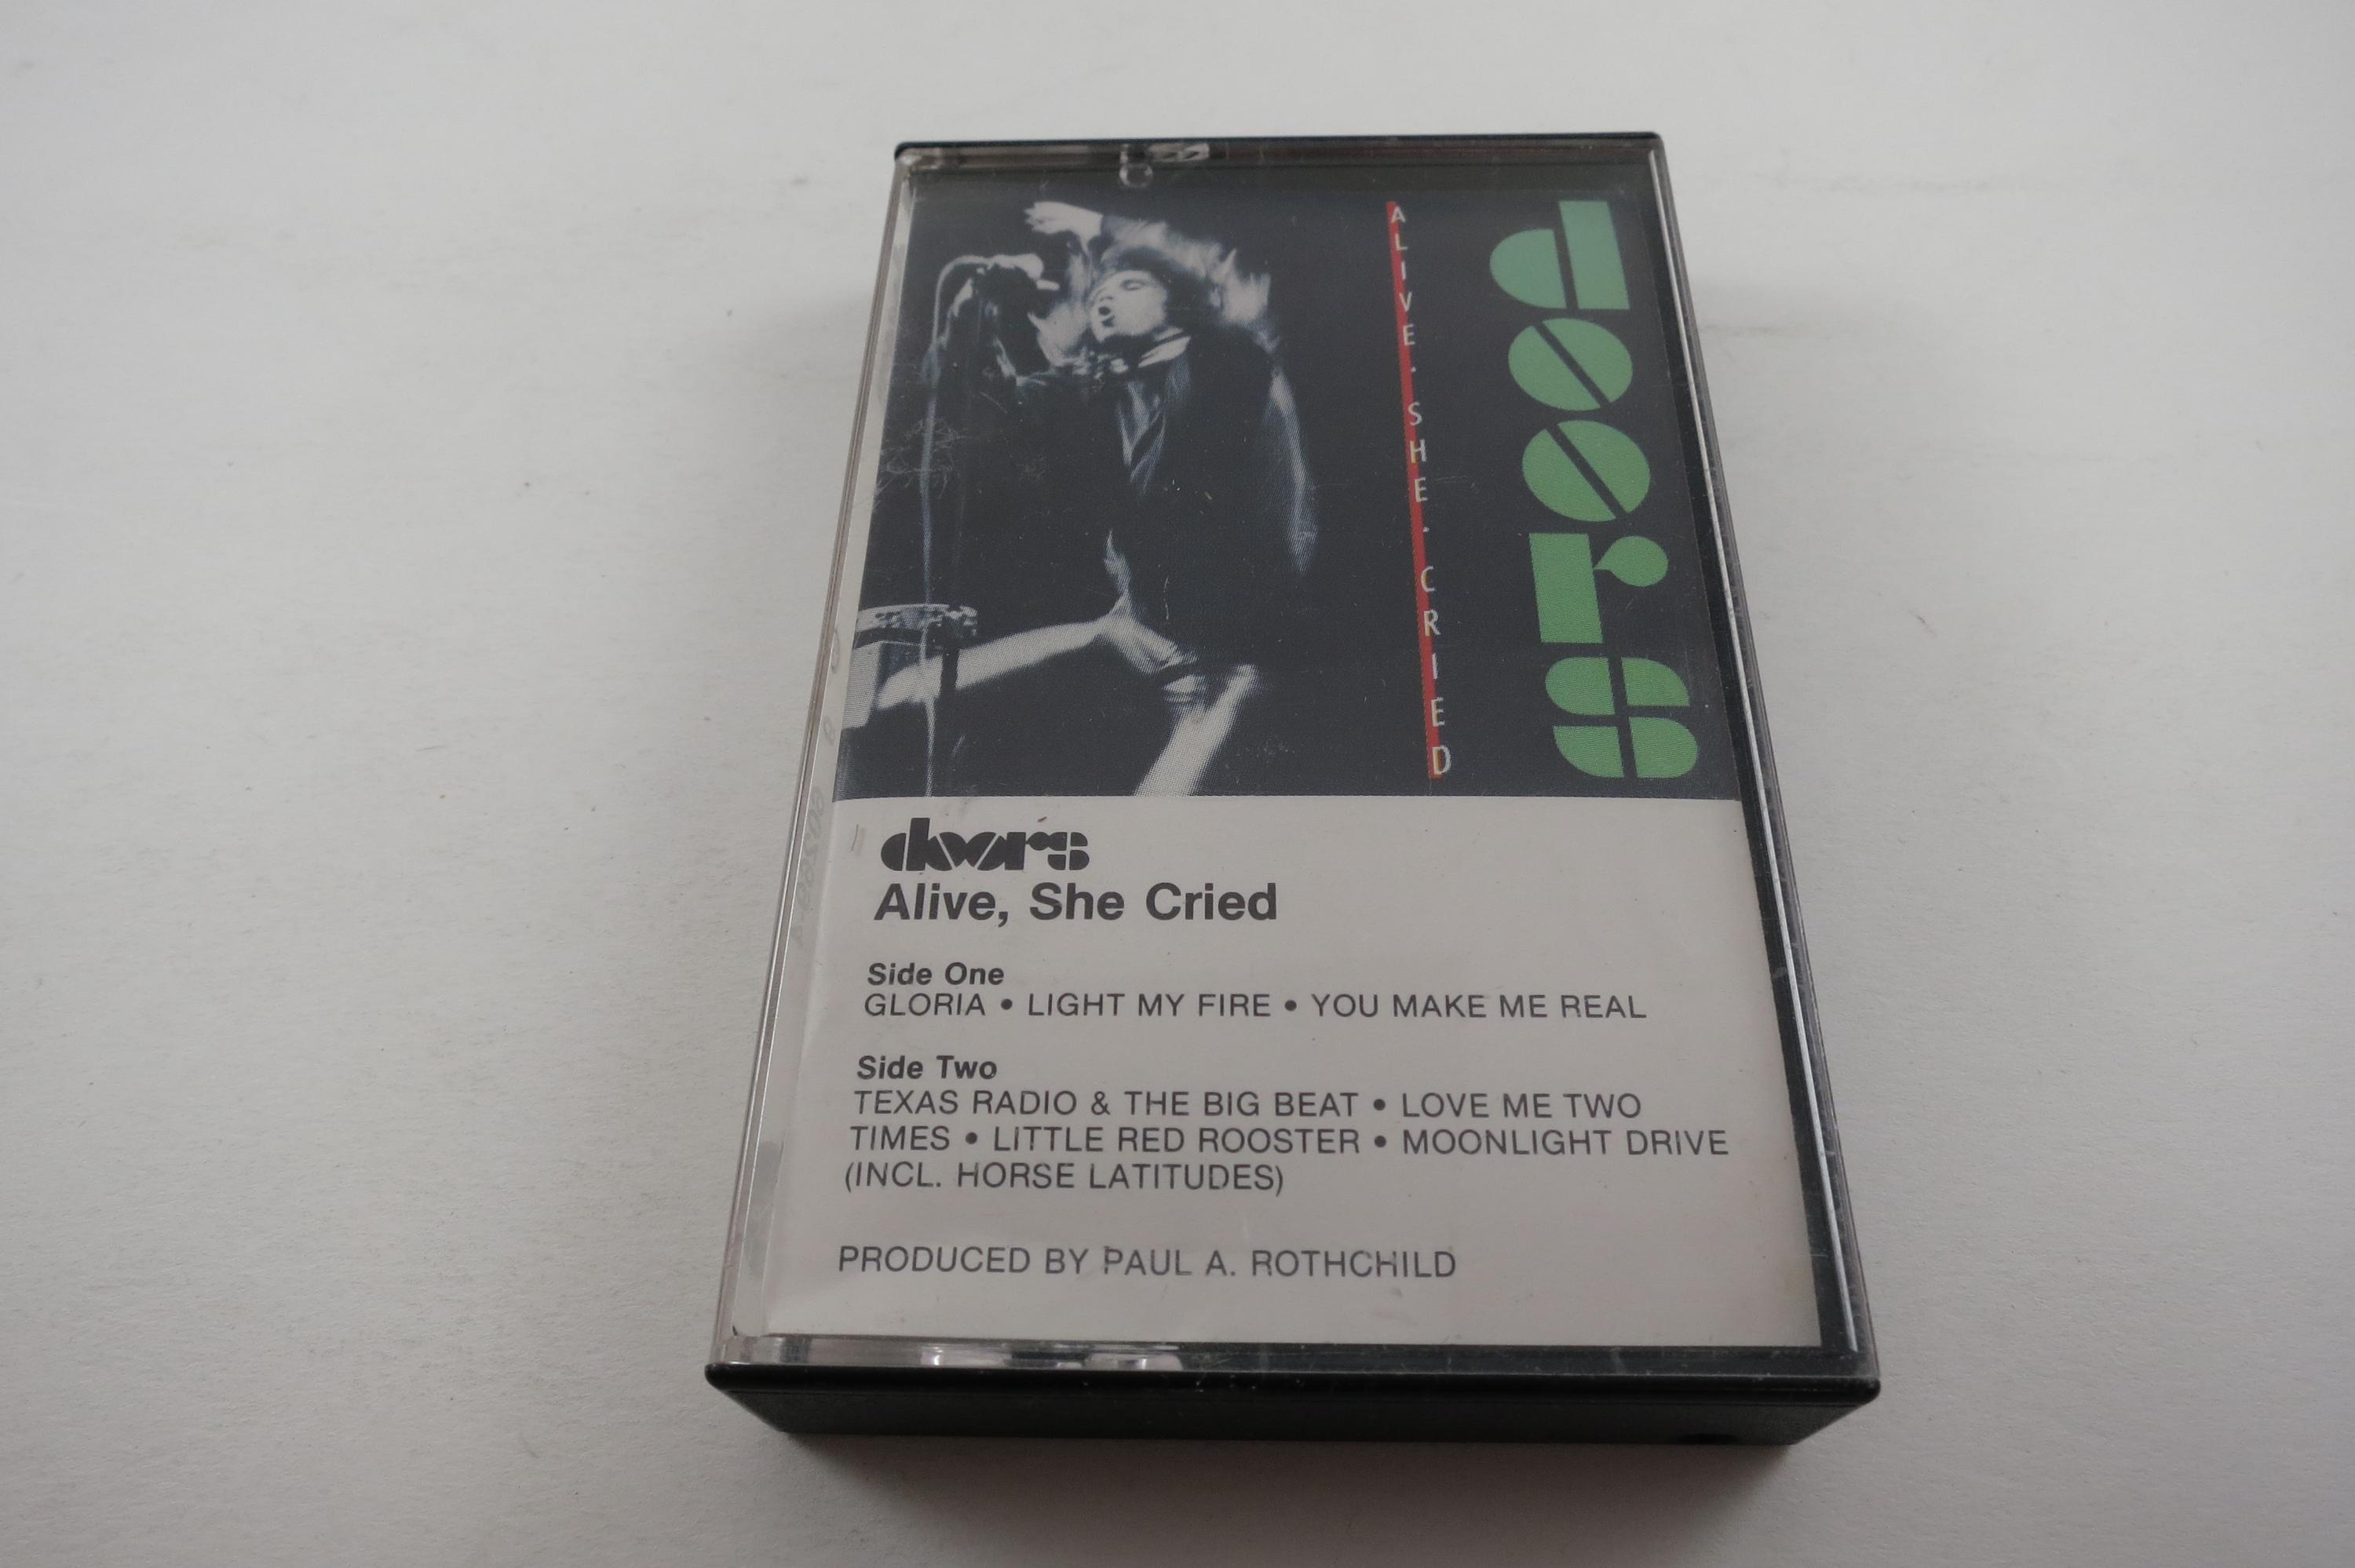 ALIVE · SHE · CRIED
doors
doors
Alive, She Cried
Side One
GLORIA • LIGHT MY FIRE • YOU MAKE ME REAL
Side Two
TEXAS RADIO & THE BIG BEAT • LOVE ME TWO
TIMES • LITTLE RED ROOSTER • MOONLIGHT DRIVE
(INCL. HORSE LATITUDES)
PRODUCED BY PAUL A. ROTHCHILD